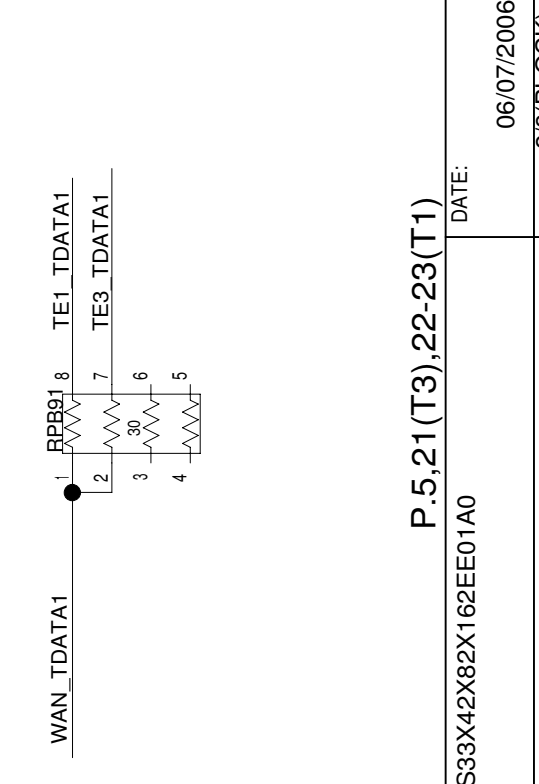 WAN_TDATA1
RPB91
30
1
2
3
4
8
7
6
5
TE1_TDATA1
TE3_TDATA1
P.5,21(T3),22-23(T1)
S33X42X82X162EE01A0
DATE:
06/07/2006